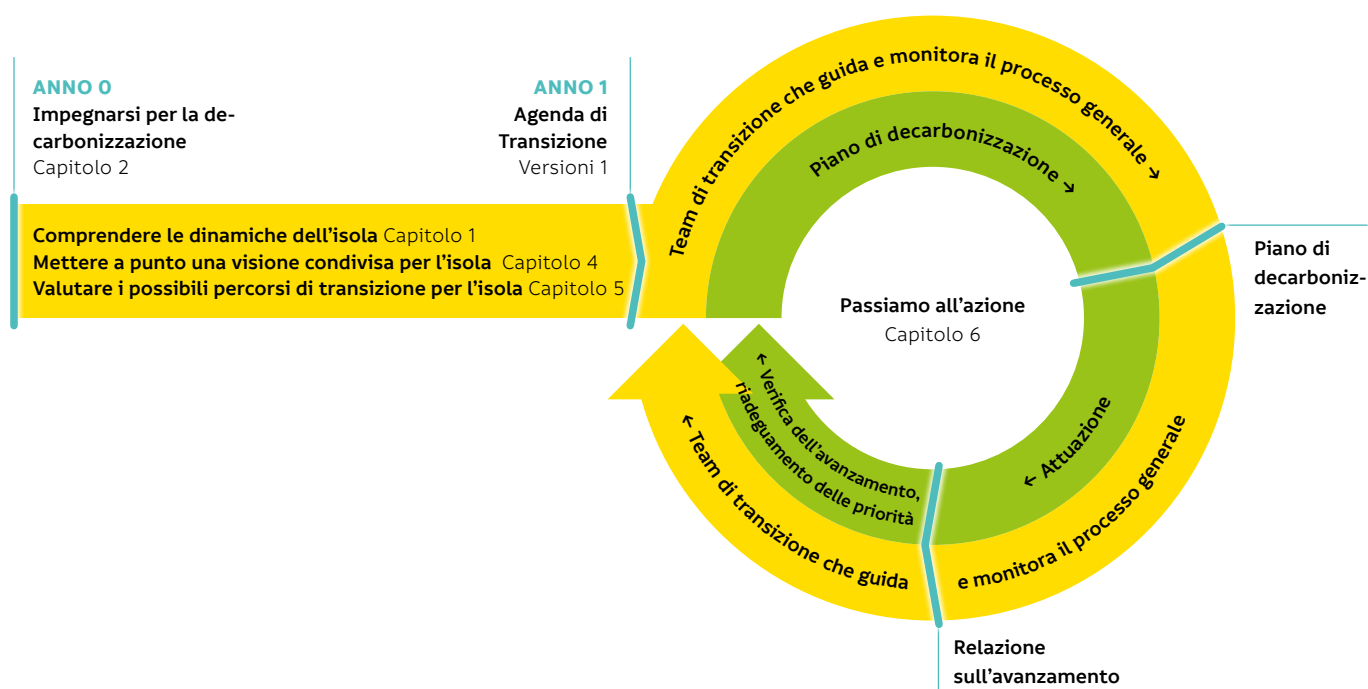 ANNO 0
Impegnarsi per la de-
carbonizzazione
Capitolo 2
ANNO 1
Agenda di
Transizione
Versioni 1
Comprendere le dinamiche dell'isola Capitolo 1
Mettere a punto una visione condivisa per l'isola Capitolo 4
Valutare i possibili percorsi di transizione per l'isola Capitolo 5
Team di transizione che guida e monitora il processo generale →
Piano di decarbonizzazione →
Piano di
decarboniz-
zazione
Passiamo all'azione
Capitolo 6
← Attuazione
← Verifica dell'avanzamento,
riadeguamento delle priorità
← Team di transizione che guida
e monitora il processo generale
Relazione
sull'avanzamento